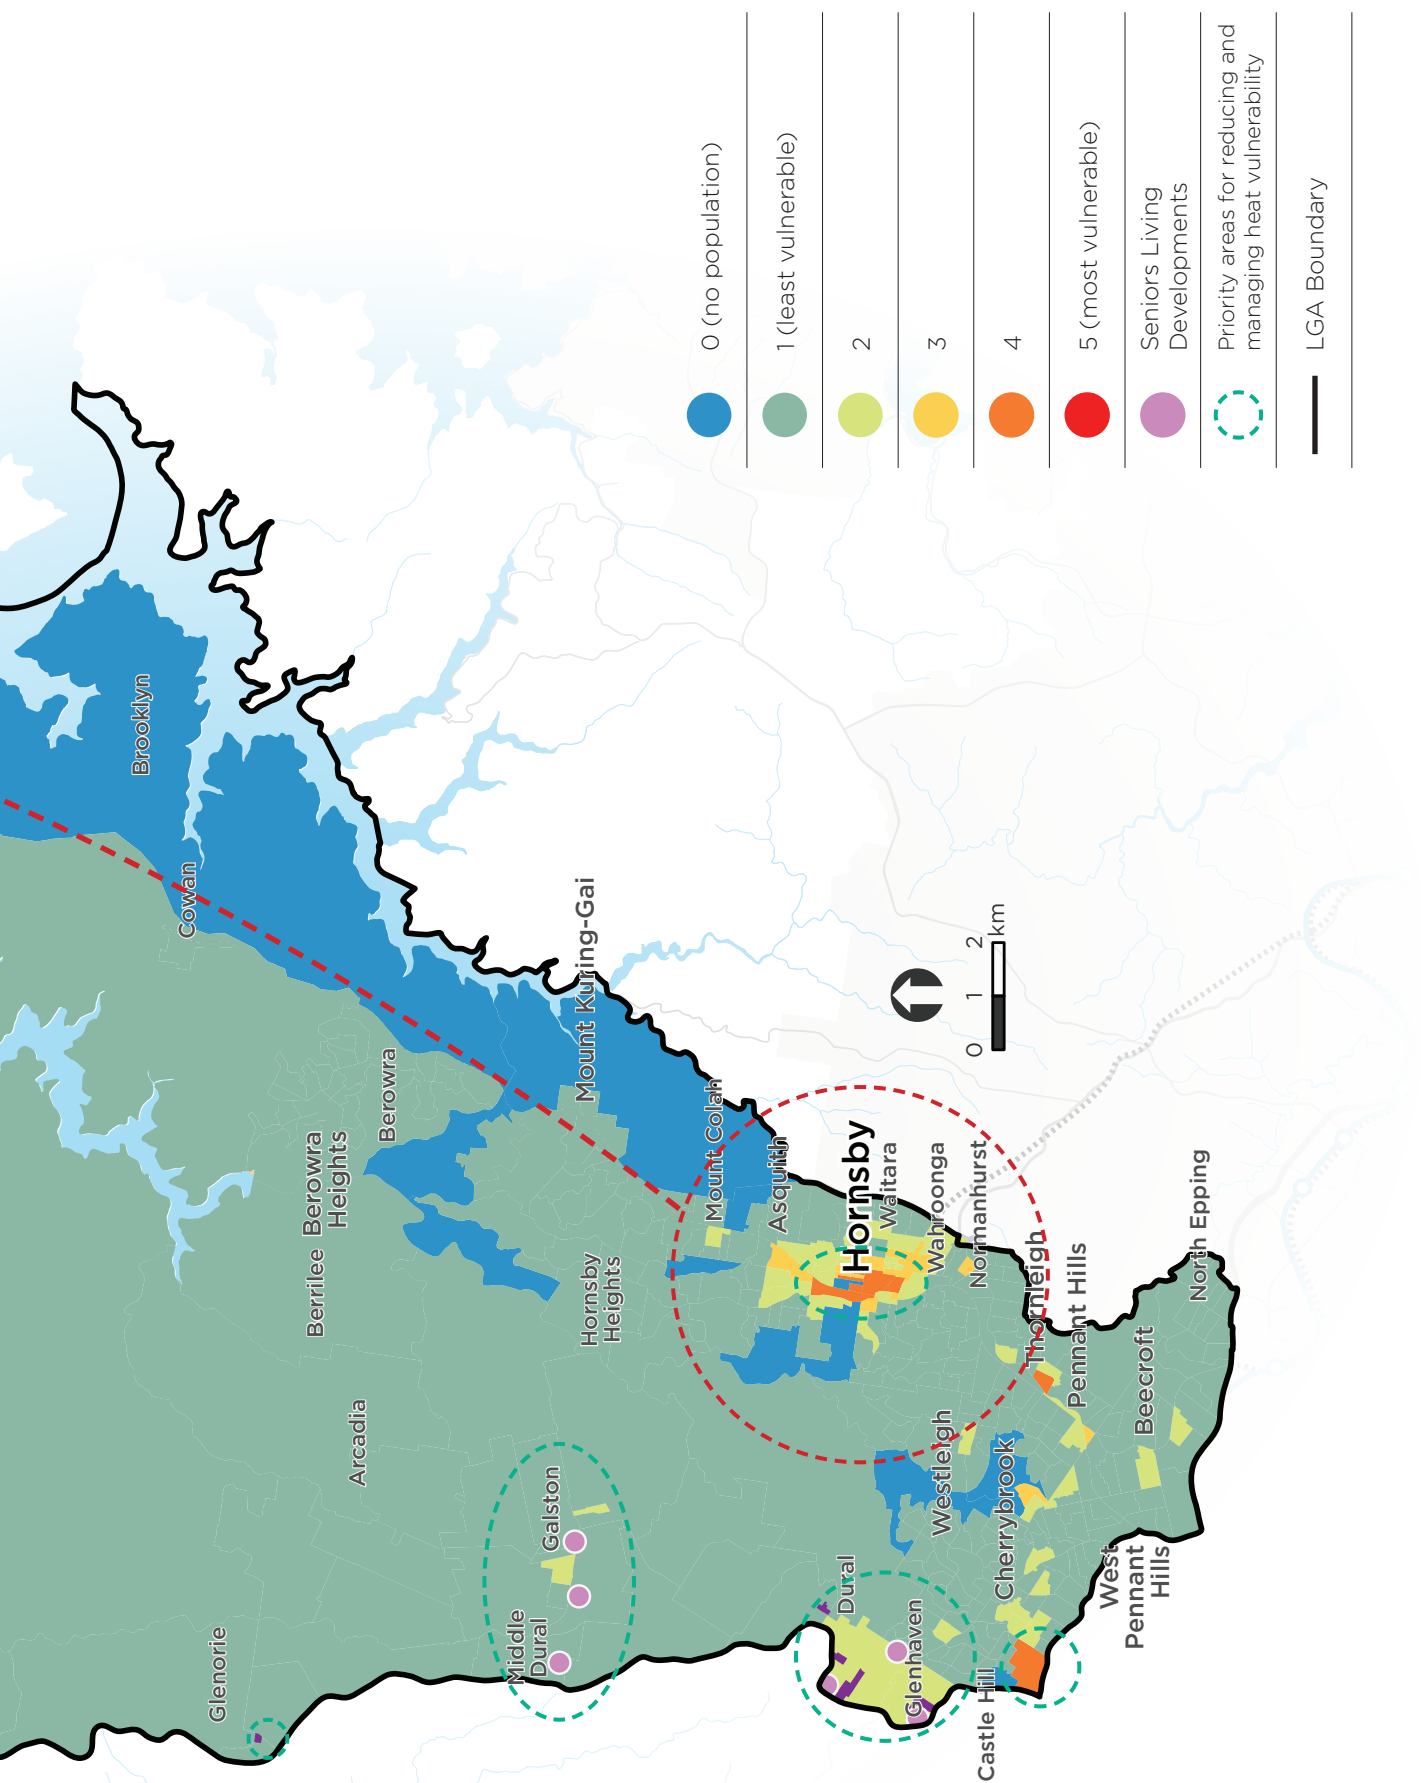 Brooklyn
Cowan
Mount Kuring-Gai
Berowra
Berowra
Heights
Berrilee
Hornsby
Heights
Arcadia
Galston
Middle
Dural
Glenorie
Mount Colah
Asquith
Hornsby
Waitara
Wahroonga
Normanhurst
Thornleigh
Pennant Hills
North Epping
Beecroft
Westleigh
Cherrybrook
West
Pennant
Hills
Dural
Glenhaven
Castle Hill
0 1 2
km
0 (no population)
1 (least vulnerable)
2
3
4
5 (most vulnerable)
Seniors Living
Developments
Priority areas for reducing and
managing heat vulnerability
LGA Boundary